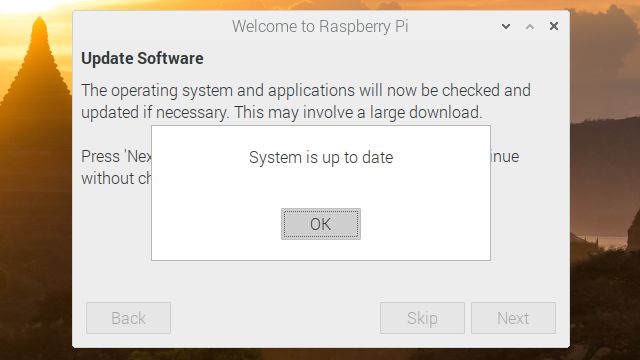 Welcome to Raspberry Pi
Update Software
The operating system and applications will now be checked and
updated if necessary. This may involve a large download.
Press 'Nex
inue
without ch
System is up to date
OK
Back
Skip
Next